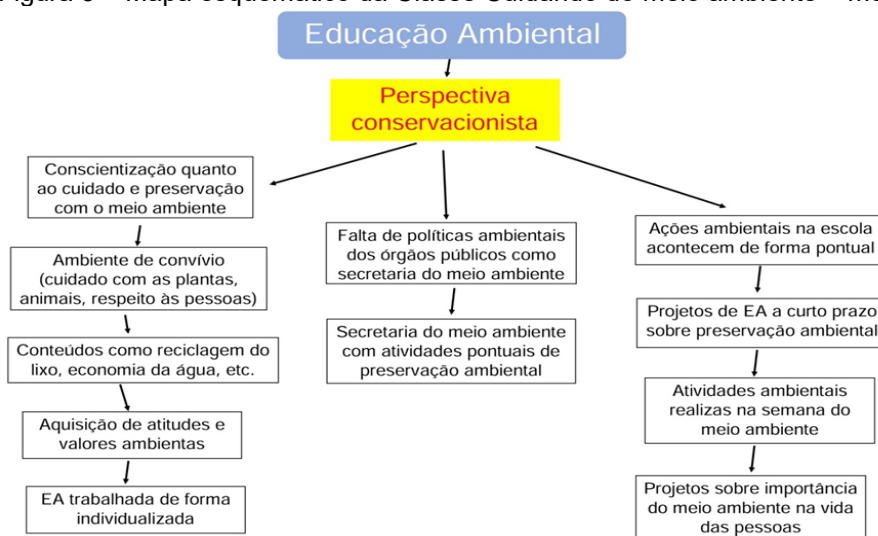 Educação Ambiental
Perspectiva
conservacionista
Conscientização quanto
ao cuidado e preservação
com o meio ambiente
Ambiente de convívio
(cuidado com as plantas,
animais, respeito às pessoas)
Conteúdos como reciclagem do
lixo, economia da água, etc.
Aquisição de atitudes e
valores ambientas
EA trabalhada de forma
individualizada
Falta de políticas ambientais
dos órgãos públicos como
secretaria do meio ambiente
Secretaria do meio ambiente
com atividades pontuais de
preservação ambiental
Ações ambientais na escola
acontecem de forma pontual
Projetos de EA a curto prazo
sobre preservação ambiental
Atividades ambientais
realizas na semana do
meio ambiente
Projetos sobre importância
do meio ambiente na vida
das pessoas